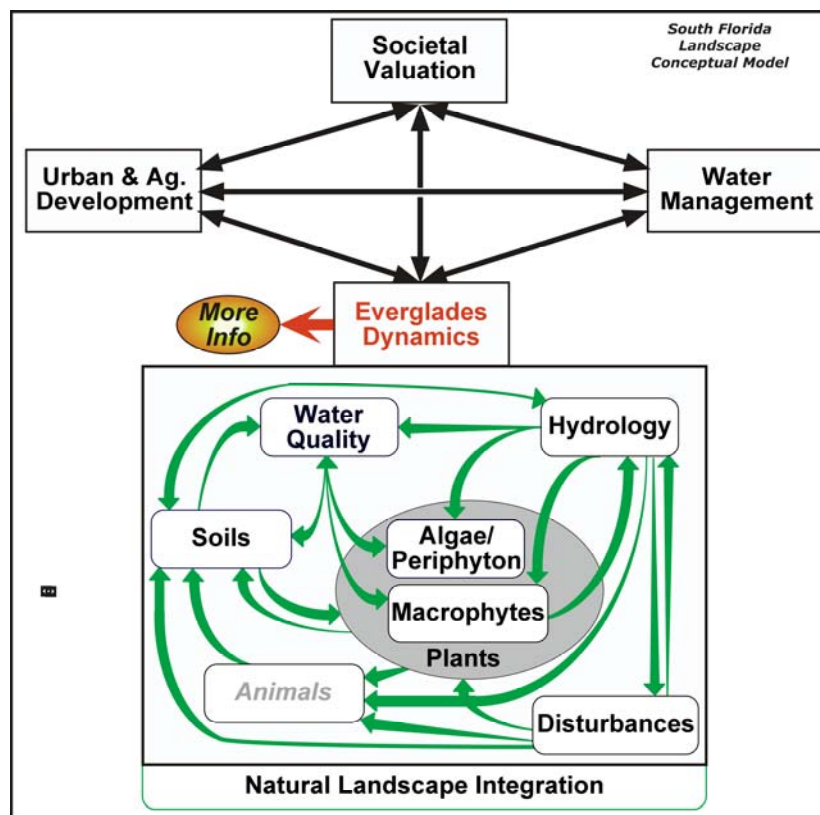 South Florida
Landscape
Conceptual Model
Societal
Valuation
Urban & Ag.
Development
Water
Management
More
Info
Everglades
Dynamics
Water
Quality
Hydrology
Soils
Algae/
Periphyton
Macrophytes
Plants
Animals
Disturbances
Natural Landscape Integration